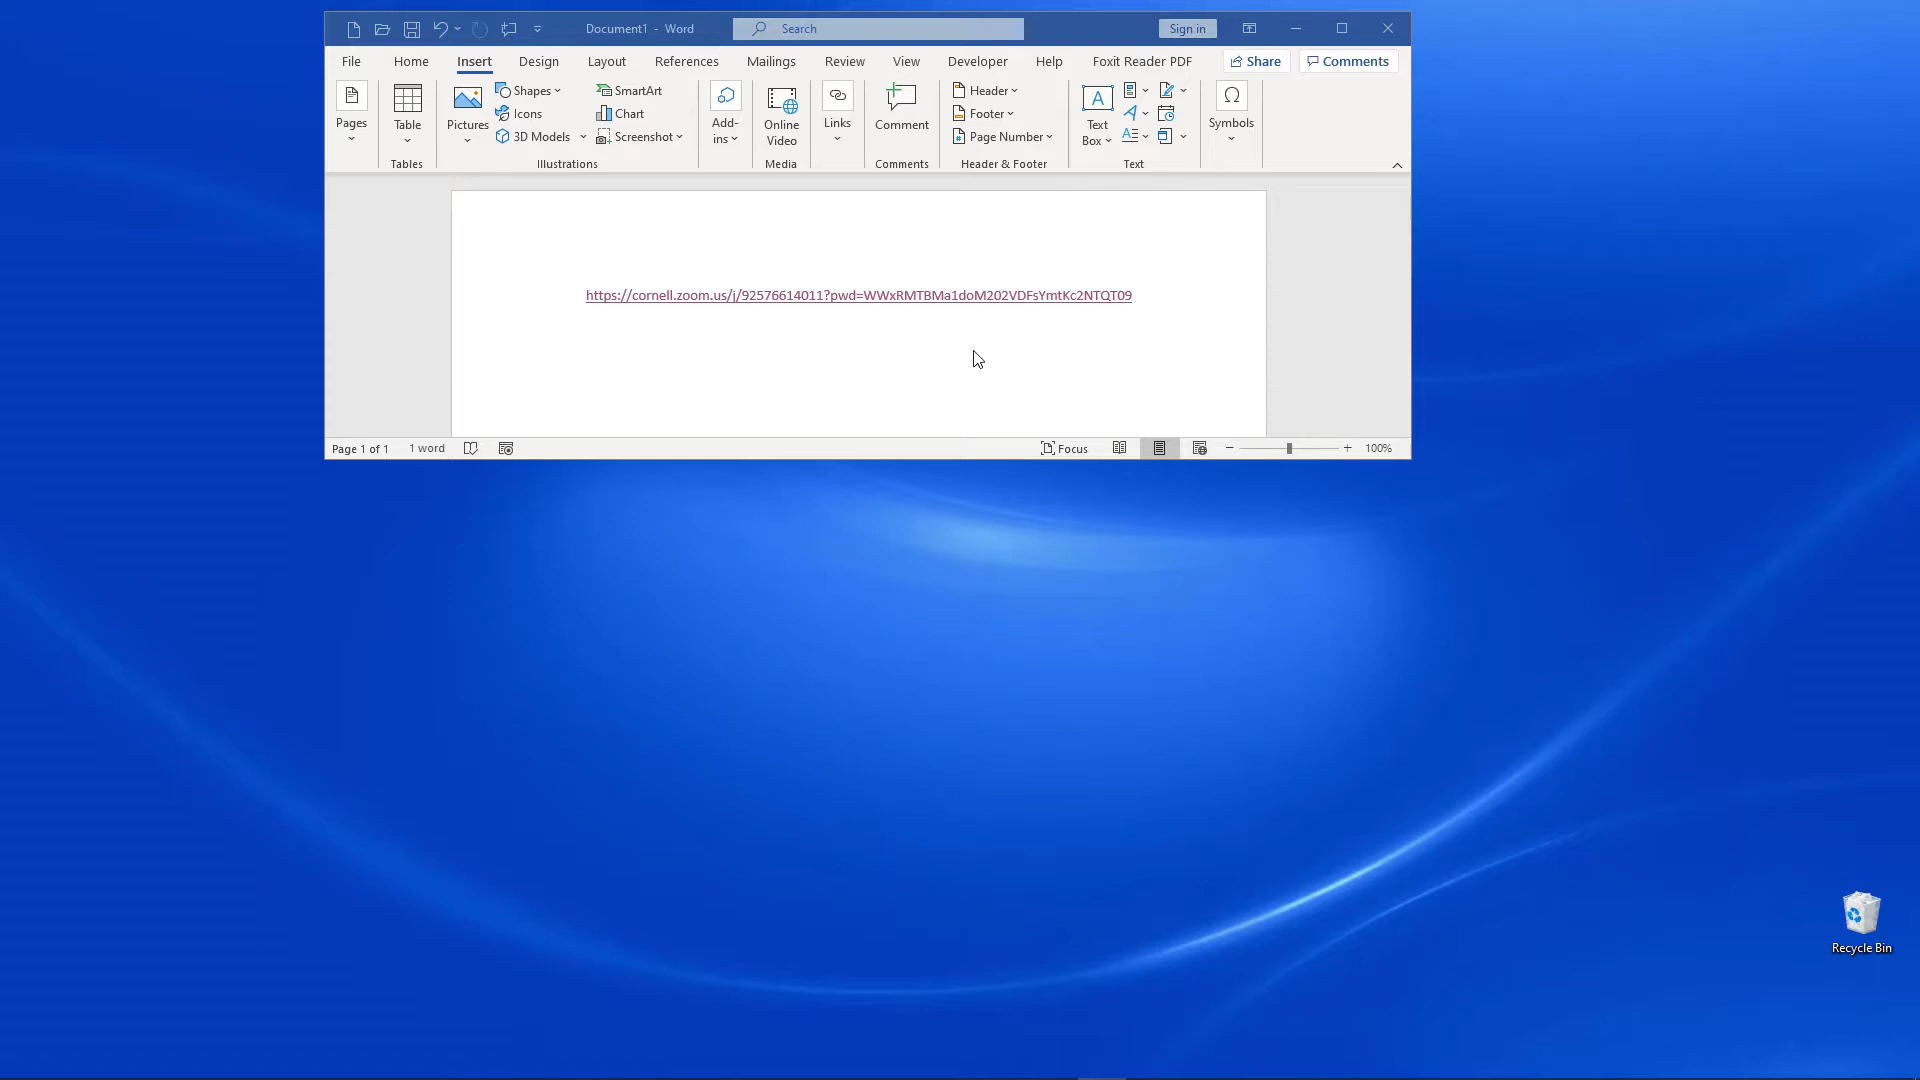 Document1 - Word
Search
Sign in
File Home Insert Design Layout References Mailings Review View Developer Help Foxit Reader PDF Share Comments
Pages
Table
Tables
Pictures
Shapes
Icons
3D Models
SmartArt
Chart
Screenshot
Illustrations
Add-
ins
Online
Video
Media
Links
Comment
Comments
Header
Footer
Page Number
Header & Footer
Text
Box
Text
Symbols
https://cornell.zoom.us/j/92576614011?pwd=WWxRMTBMa1doM202VDFsYmtKc2NTQT09
Page 1 of 1 1 word Focus 100%
Recycle Bin